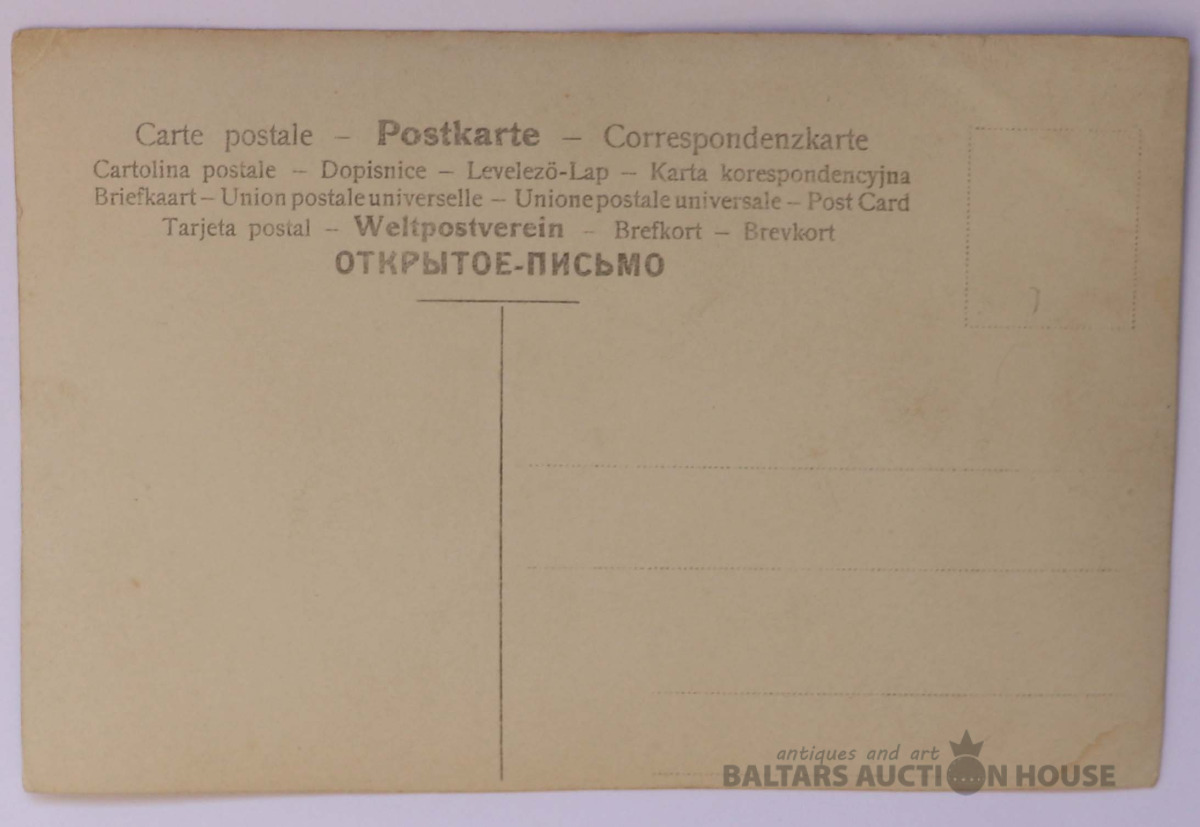 Carte postale – Postkarte – Correspondenzkarte
Cartolina postale – Dopisnice – Levelezö-Lap – Karta korespondencyjna
Briefkaart – Union postale universelle – Unione postale universale – Post Card
Tarjeta postal – Weltpostverein – Brefkort – Brevkort
ОТКРЫТОЕ-ПИСЬМО
antiques and art
BALTARS AUCTION HOUSE